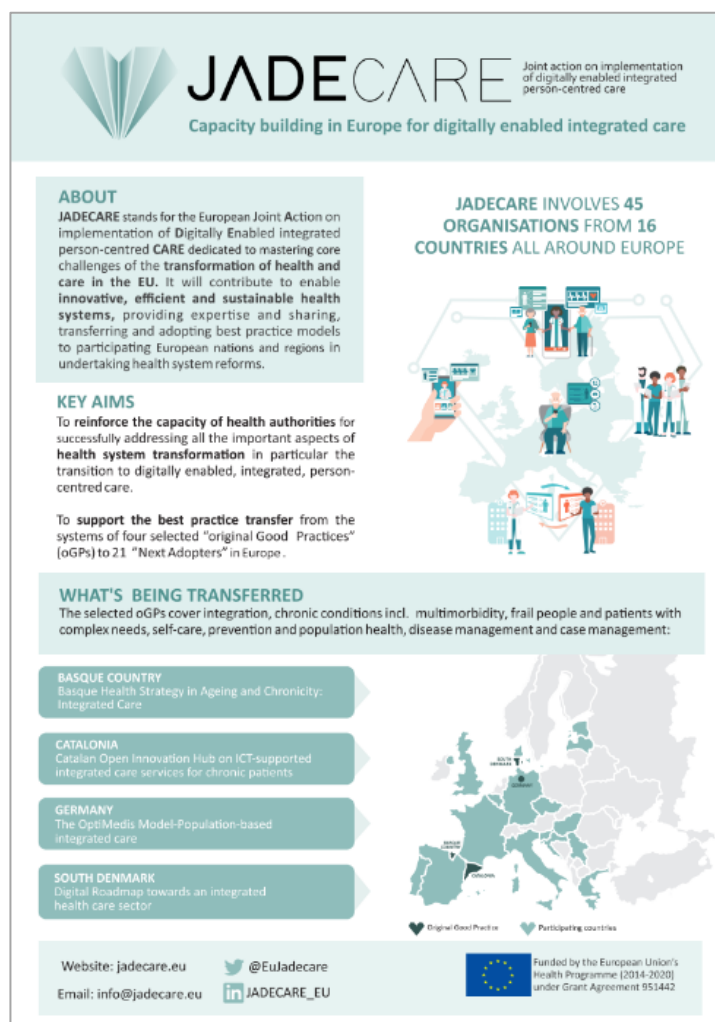 JADECARE
Joint action on implementation
of digitally enabled integrated
person-centred care
Capacity building in Europe for digitally enabled integrated care
ABOUT
JADECARE stands for the European Joint Action on
implementation of Digitally Enabled integrated
person-centred CARE dedicated to mastering core
challenges of the transformation of health and
care in the EU. It will contribute to enable
innovative, efficient and sustainable health
systems, providing expertise and sharing,
transferring and adopting best practice models
to participating European nations and regions in
undertaking health system reforms.
JADECARE INVOLVES 45
ORGANISATIONS FROM 16
COUNTRIES ALL AROUND EUROPE
KEY AIMS
To reinforce the capacity of health authorities for
successfully addressing all the important aspects of
health system transformation in particular the
transition to digitally enabled, integrated, person-
centred care.
To support the best practice transfer from the
systems of four selected "original Good Practices"
(oGPs) to 21 "Next Adopters" in Europe.
WHAT'S BEING TRANSFERRED
The selected oGPs cover integration, chronic conditions incl. multimorbidity, frail people and patients with
complex needs, self-care, prevention and population health, disease management and case management:
BASQUE COUNTRY
Basque Health Strategy in Ageing and Chronicity:
Integrated Care
CATALONIA
Catalan Open Innovation Hub on ICT-supported
integrated care services for chronic patients
GERMANY
The OptiMedis Model-Population-based
integrated care
SOUTH DENMARK
Digital Roadmap towards an integrated
health care sector
SOUTH
DENMARK
GERMANY
BASQUE
COUNTRY
CATALONIA
Original Good Practice
Participating countries
Website: jadecare.eu
@EuJadecare
Email: info@jadecare.eu
in JADECARE_EU
Funded by the European Union's
Health Programme (2014-2020)
under Grant Agreement 951442